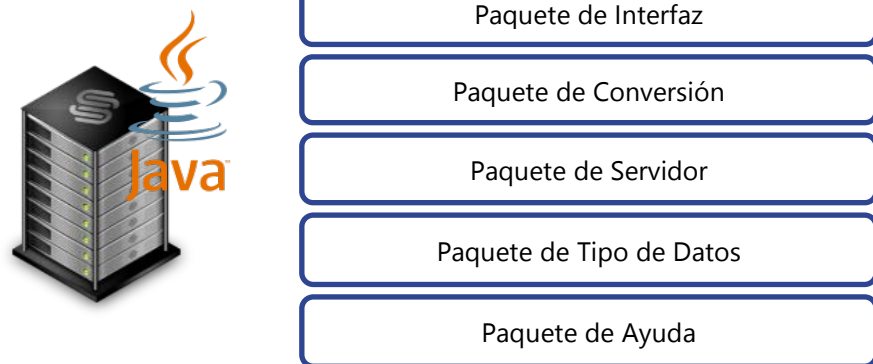 Paquete de Interfaz
Paquete de Conversión
Java
Paquete de Servidor
Paquete de Tipo de Datos
Paquete de Ayuda